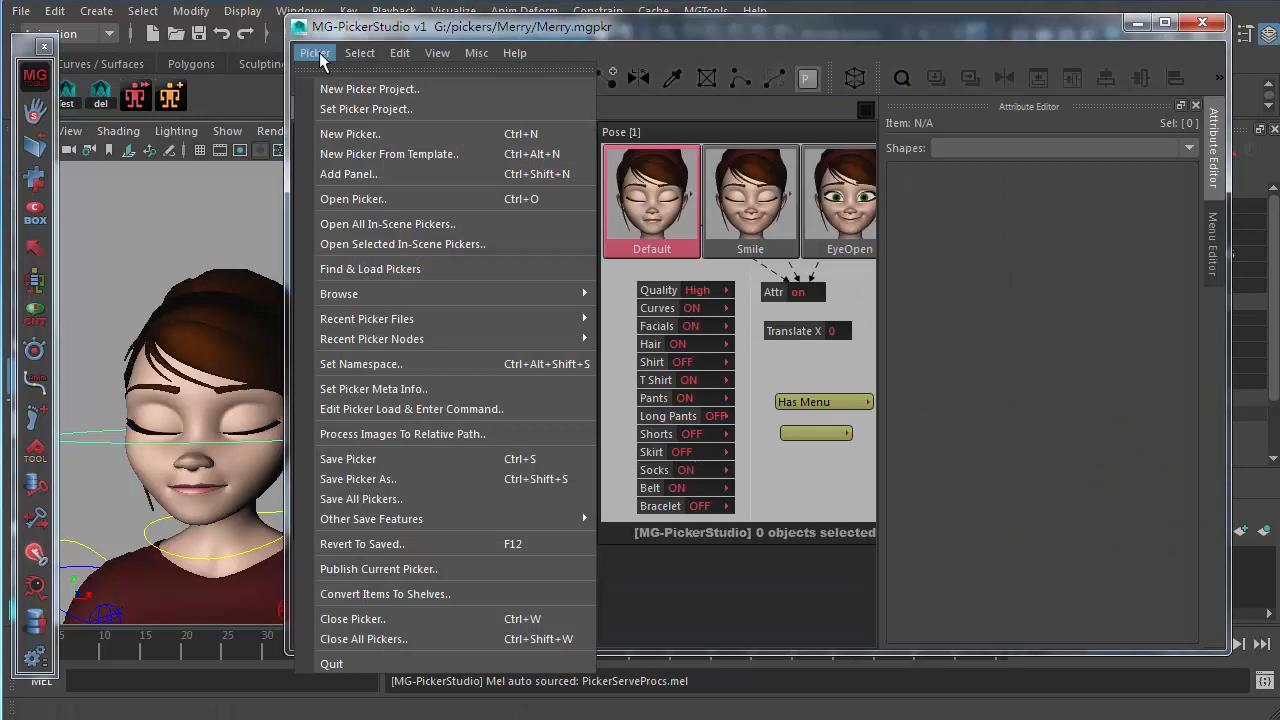 File Edit Create Select Modify Display Windows Key Playback Visualize Anim Deform Constrain Cache MGTools Help
MG-PickerStudio v1 G:/pickers/Merry/Merry.mgpkr
Curves / Surfaces Polygons Sculptin
Test del
View Shading Lighting Show Rend
MG TOOLS
C BOX
CNT
Anim
TOOL
Picker Select Edit View Misc Help
New Picker Project..
Set Picker Project..
New Picker.. Ctrl+N
New Picker From Template.. Ctrl+Alt+N
Add Panel.. Ctrl+Shift+N
Open Picker.. Ctrl+O
Open All In-Scene Pickers..
Open Selected In-Scene Pickers..
Find & Load Pickers
Browse
Recent Picker Files
Recent Picker Nodes
Set Namespace.. Ctrl+Alt+Shift+S
Set Picker Meta Info..
Edit Picker Load & Enter Command..
Process Images To Relative Path..
Save Picker Ctrl+S
Save Picker As.. Ctrl+Shift+S
Save All Pickers..
Other Save Features
Revert To Saved.. F12
Publish Current Picker..
Convert Items To Shelves..
Close Picker.. Ctrl+W
Close All Pickers.. Ctrl+Shift+W
Quit
P
Pose [1]
Default Smile EyeOpen
Quality High
Curves ON
Facials ON
Hair ON
Shirt OFF
T Shirt ON
Pants ON
Long Pants OFF
Shorts OFF
Skirt OFF
Socks ON
Belt ON
Bracelet OFF
Attr on
Translate X 0
Has Menu
[MG-PickerStudio] 0 objects selected
Attribute Editor
Item: N/A Sel: [ 0 ]
Shapes:
Attribute Editor
Menu Editor
5 10 15 20 25 30
MEL
[MG-PickerStudio] Mel auto sourced: PickerServeProcs.mel